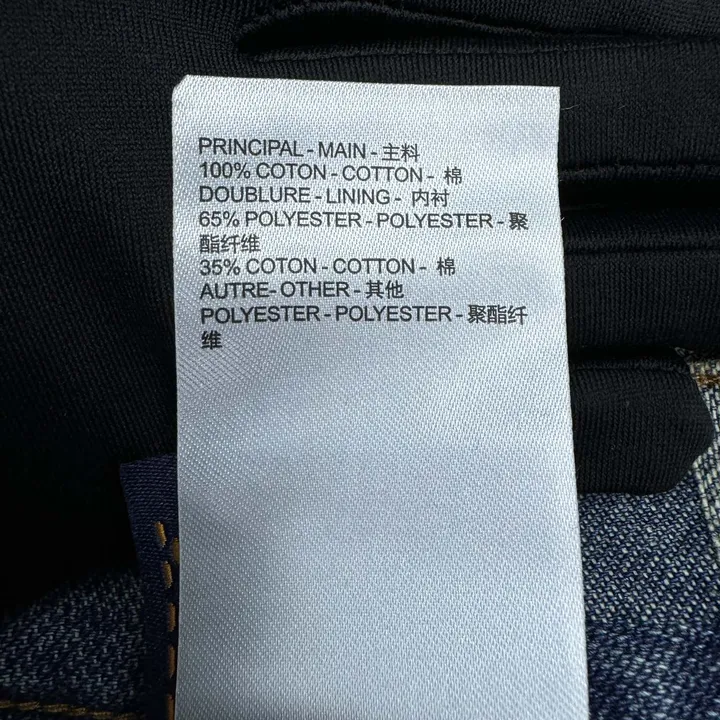 PRINCIPAL - MAIN - 主料
100% COTON - COTTON - 棉
DOUBLURE - LINING - 内衬
65% POLYESTER - POLYESTER - 聚
酯纤维
35% COTON - COTTON - 棉
AUTRE- OTHER - 其他
POLYESTER - POLYESTER - 聚酯纤
维